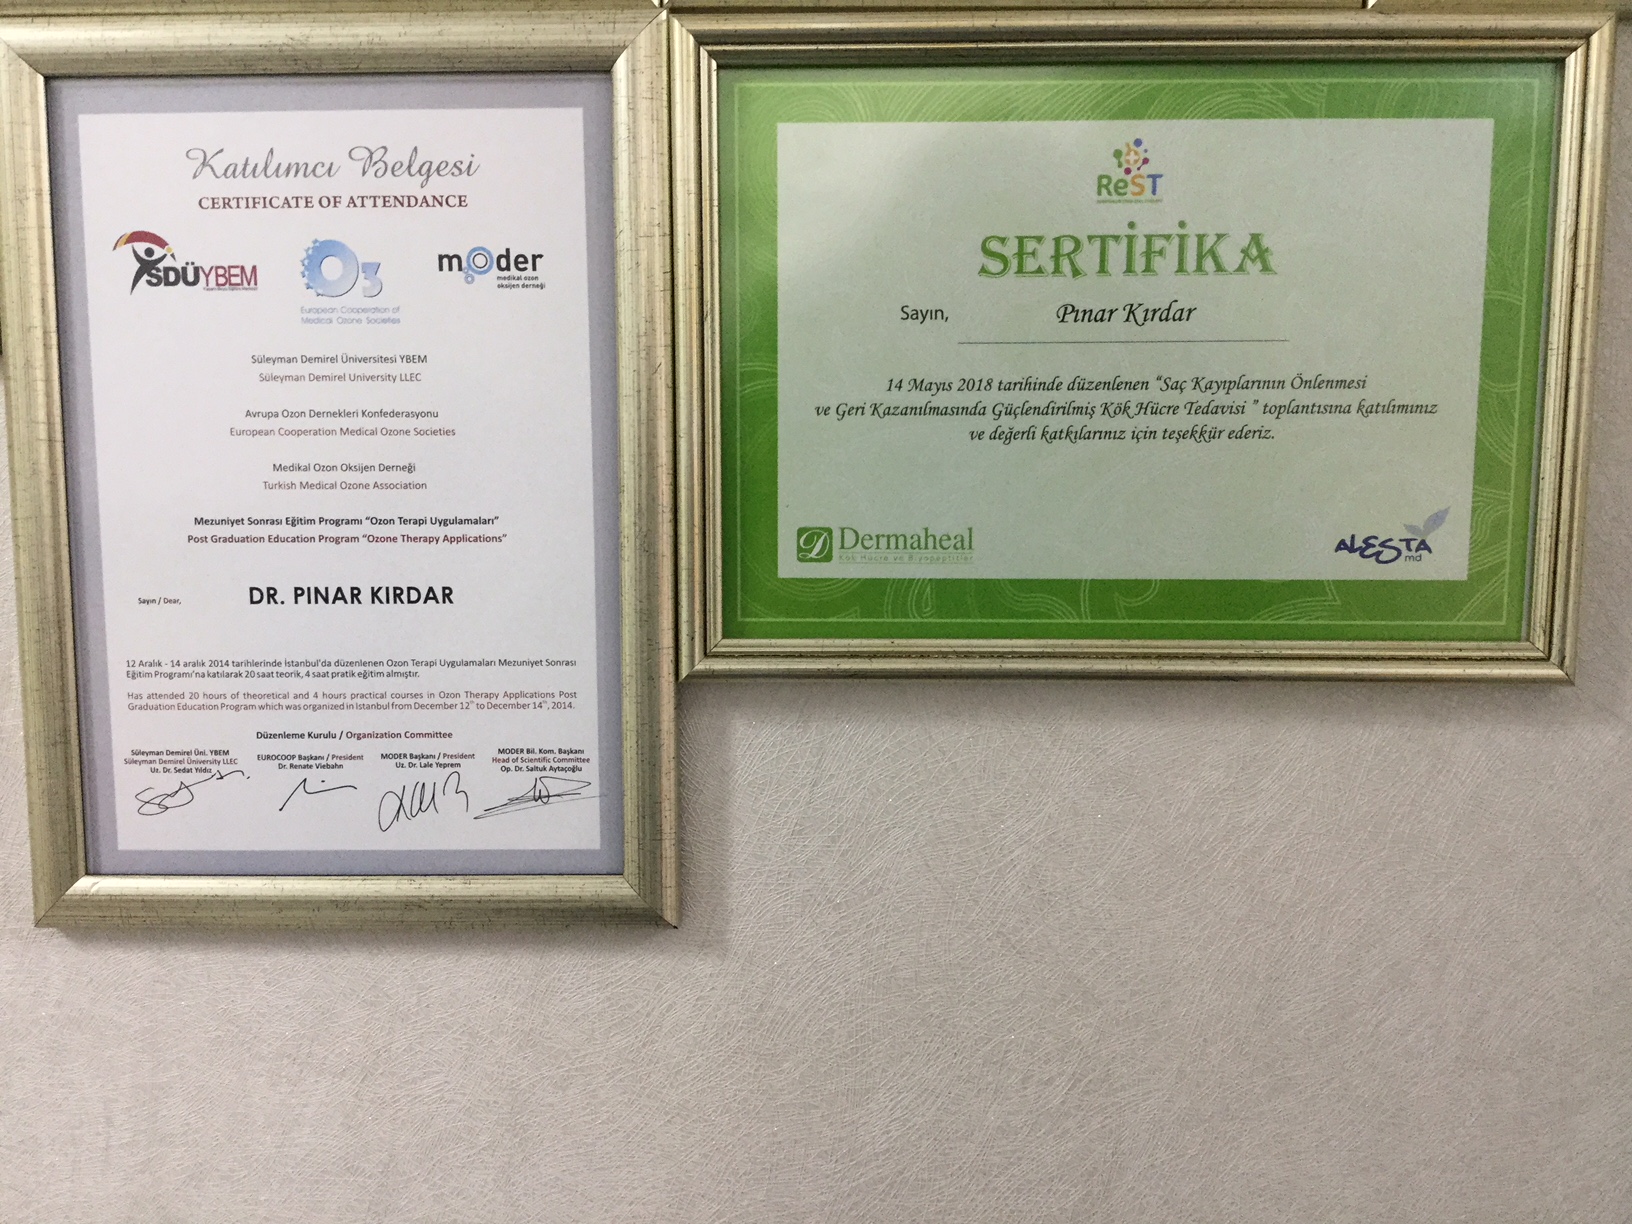 Katılımcı Belgesi
CERTIFICATE OF ATTENDANCE
SDÜYBEM
O3
European Cooperation of
Medical Ozone Societies
moder
medikal ozon
oksijen derneği
Süleyman Demirel Üniversitesi YBEM
Süleyman Demirel University LLEC
Avrupa Ozon Dernekleri Konfederasyonu
European Cooperation Medical Ozone Societies
Medikal Ozon Oksijen Derneği
Turkish Medical Ozone Association
Mezuniyet Sonrası Eğitim Programı “Ozon Terapi Uygulamaları”
Post Graduation Education Program “Ozone Therapy Applications”
Sayın / Dear, DR. PINAR KIRDAR
12 Aralık - 14 aralık 2014 tarihlerinde İstanbul'da düzenlenen Ozon Terapi Uygulamaları Mezuniyet Sonrası
Eğitim Programı'na katılarak 20 saat teorik, 4 saat pratik eğitim almıştır.
Has attended 20 hours of theoretical and 4 hours practical courses in Ozon Therapy Applications Post
Graduation Education Program which was organized in Istanbul from December 12th to December 14th, 2014.
Düzenleme Kurulu / Organization Committee
Süleyman Demirel Üni. YBEM
Süleyman Demirel University LLEC
Uz. Dr. Sedat Yıldız
EUROCOOP Başkanı / President
Dr. Renate Viebahn
MODER Başkanı / President
Uz. Dr. Lale Yeprem
MODER Bil. Kom. Başkanı
Head of Scientific Committee
Op. Dr. Saltuk Aytaçoğlu
ReST
SERTİFİKA
Sayın, Pınar Kırdar
14 Mayıs 2018 tarihinde düzenlenen “Saç Kayıplarının Önlenmesi
ve Geri Kazanılmasında Güçlendirilmiş Kök Hücre Tedavisi ” toplantısına katılımınız
ve değerli katkılarınız için teşekkür ederiz.
D Dermaheal
Kök Hücre ve Biyopeptitler
ALESTA
md